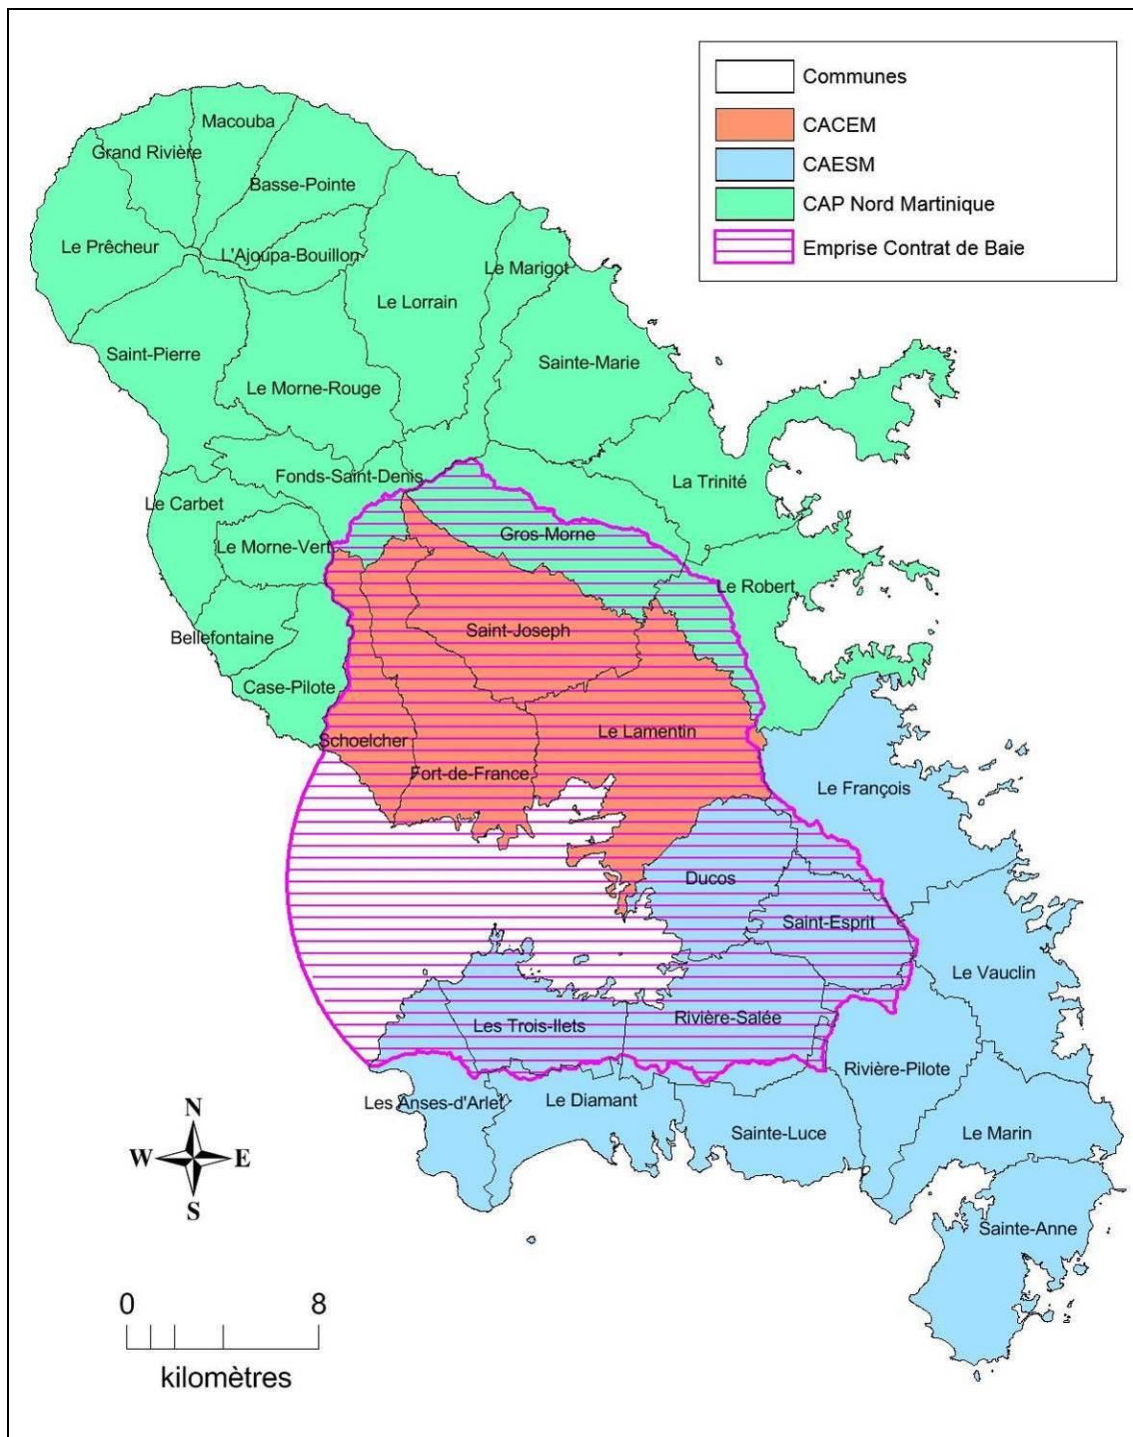 Communes
CACEM
CAESM
CAP Nord Martinique
Emprise Contrat de Baie
Macouba
Grand Rivière
Basse-Pointe
Le Prêcheur
L'Ajoupa-Bouillon
Le Marigot
Le Lorrain
Saint-Pierre
Sainte-Marie
Le Morne-Rouge
Fonds-Saint-Denis
La Trinité
Le Carbet
Gros-Morne
Le Morne-Vert
Le Robert
Bellefontaine
Saint-Joseph
Case-Pilote
Schoelcher
Le Lamentin
Fort-de-France
Le François
Ducos
Saint-Esprit
Le Vauclin
Les Trois-Ilets
Rivière-Salée
Rivière-Pilote
Les Anses-d'Arlet
Le Diamant
Sainte-Luce
Le Marin
Sainte-Anne
N
W E
S
0 8
kilomètres